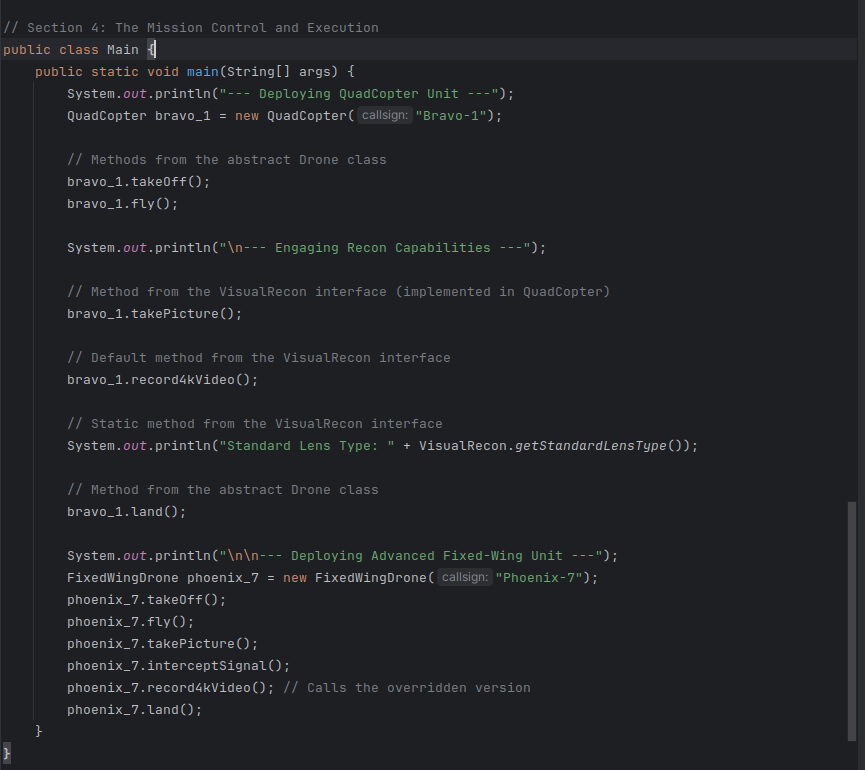 // Section 4: The Mission Control and Execution
public class Main {
public static void main(String[] args) {
System.out.println("--- Deploying QuadCopter Unit ---");
QuadCopter bravo_1 = new QuadCopter( callsign: "Bravo-1");
// Methods from the abstract Drone class
bravo_1.takeOff();
bravo_1.fly();
System.out.println("\n--- Engaging Recon Capabilities ---");
// Method from the VisualRecon interface (implemented in QuadCopter)
bravo_1.takePicture();
// Default method from the VisualRecon interface
bravo_1.record4kVideo();
// Static method from the VisualRecon interface
System.out.println("Standard Lens Type: " + VisualRecon.getStandardLensType());
// Method from the abstract Drone class
bravo_1.land();
System.out.println("\n\n--- Deploying Advanced Fixed-Wing Unit ---");
FixedWingDrone phoenix_7 = new FixedWingDrone( callsign: "Phoenix-7");
phoenix_7.takeOff();
phoenix_7.fly();
phoenix_7.takePicture();
phoenix_7.interceptSignal();
phoenix_7.record4kVideo(); // Calls the overridden version
phoenix_7.land();
}
}